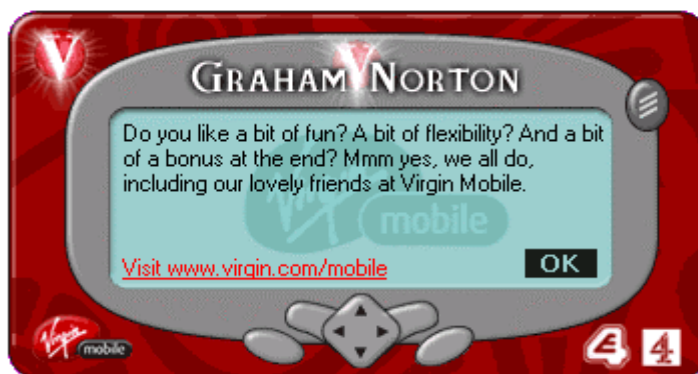 V
GRAHAM NORTON
Do you like a bit of fun? A bit of flexibility? And a bit
of a bonus at the end? Mmm yes, we all do,
including our lovely friends at Virgin Mobile.
Virgin mobile
Visit www.virgin.com/mobile
OK
Virgin mobile
E4 4